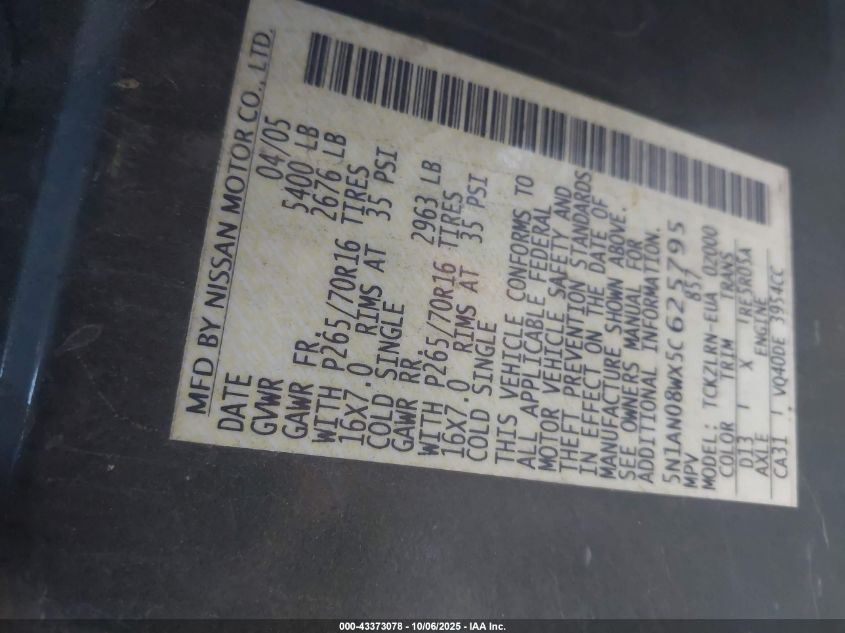 MFD BY NISSAN MOTOR CO., LTD.
DATE 04/05
GVWR 5400 LB
GAWR FR. 2676 LB
WITH P265/70R16 TIRES
16X7.0 RIMS AT 35 PSI
COLD SINGLE
GAWR RR. 2963 LB
WITH P265/70R16 TIRES
16X7.0 RIMS AT 35 PSI
COLD SINGLE
THIS VEHICLE CONFORMS TO
ALL APPLICABLE FEDERAL
MOTOR VEHICLE SAFETY AND
THEFT PREVENTION STANDARDS
IN EFFECT ON THE DATE OF
MANUFACTURE SHOWN ABOVE.
SEE OWNERS MANUAL FOR
ADDITIONAL INFORMATION.
5N1AN08WX5C625795
MPV 857
MODEL: TCKZLRN-EUA 02000
COLOR TRIM TRANS
D13 X RE5R05A
AXLE ENGINE
CA31 VQ40DE 3954CC
000-43373078 - 10/06/2025 - IAA Inc.